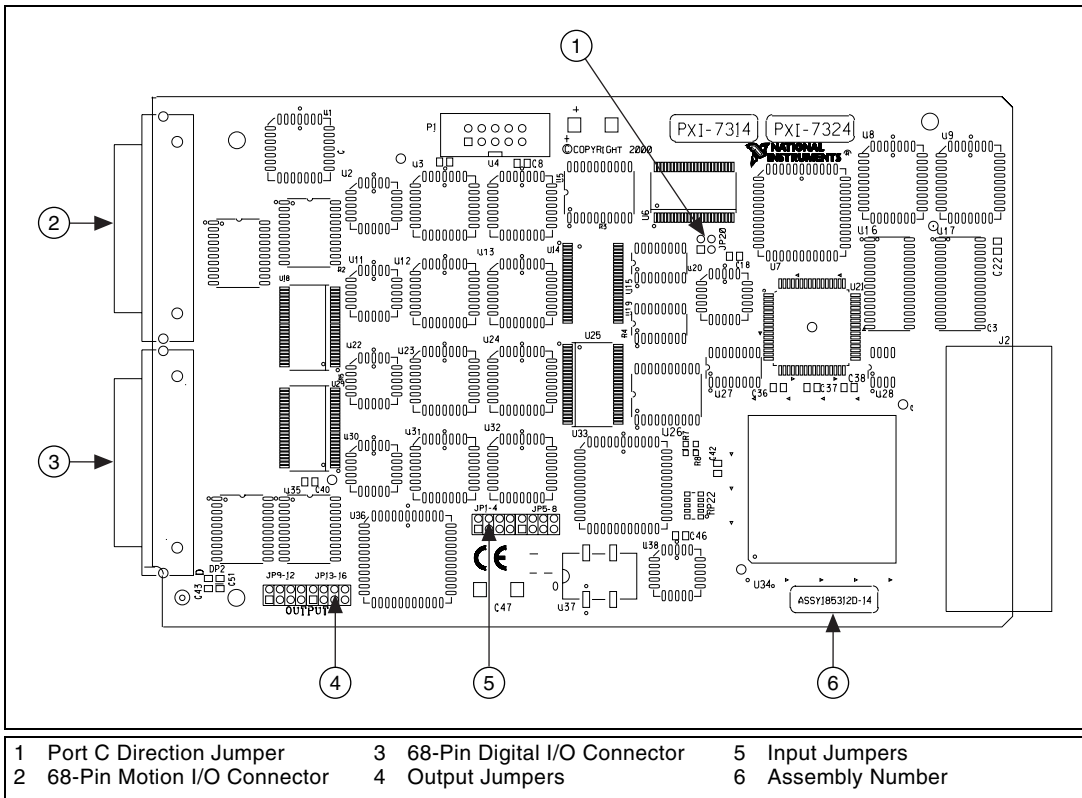 1
P1
+
+
©COPYRIGHT 2000
PXI-7314 PXI-7324
NATIONAL
INSTRUMENTS ®
U1
C
U2
U3
U4
C8
U5
R3
U6
JP20
U7
U8
U9
2
U18
R2
U11
U12
U13
U14
U15
U19
R4
U20
C18
U16
U17
C22
C3
U21
J2
U22
U23
U24
U25
U27
C36
C37
C38
U28
3
U30
U31
U32
U33
U26
R7
R8
C42
RP22
U35
C40
U36
JP1-4 JP5-8
C46
CE
U38
D
DP2
C43
C51
JP9-12 JP13-16
OUTPUT
C47
U37
O
U34
ASSY185312D-14
4
5
6
1 Port C Direction Jumper
2 68-Pin Motion I/O Connector
3 68-Pin Digital I/O Connector
4 Output Jumpers
5 Input Jumpers
6 Assembly Number